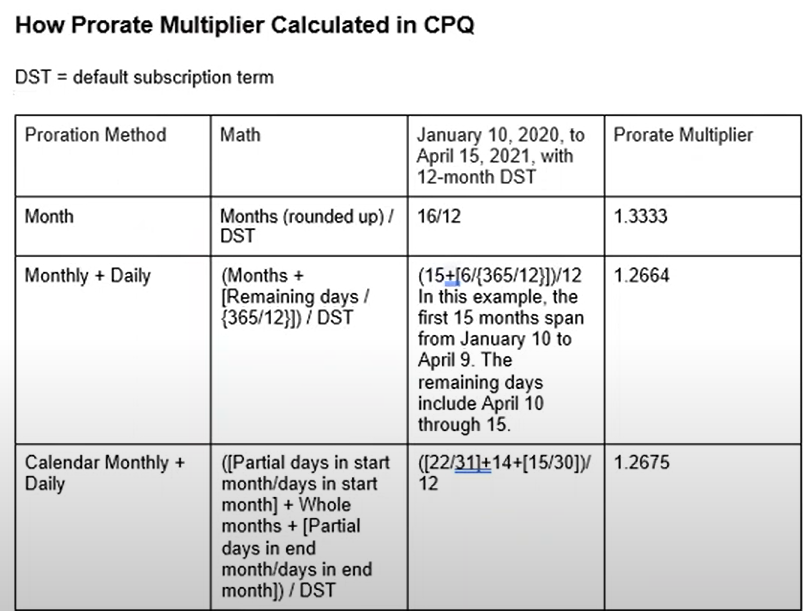 How Prorate Multiplier Calculated in CPQ
DST = default subscription term
Proration Method
Math
January 10, 2020, to
April 15, 2021, with
12-month DST
Prorate Multiplier
Month
Months (rounded up) /
DST
16/12
1.3333
Monthly + Daily
(Months +
[Remaining days /
{365/12}]) / DST
(15+[6/{365/12}])/12
In this example, the
first 15 months span
from January 10 to
April 9. The
remaining days
include April 10
through 15.
1.2664
Calendar Monthly +
Daily
([Partial days in start
month/days in start
month] + Whole
months + [Partial
days in end
month/days in end
month]) / DST
([22/31]+14+[15/30])/
12
1.2675